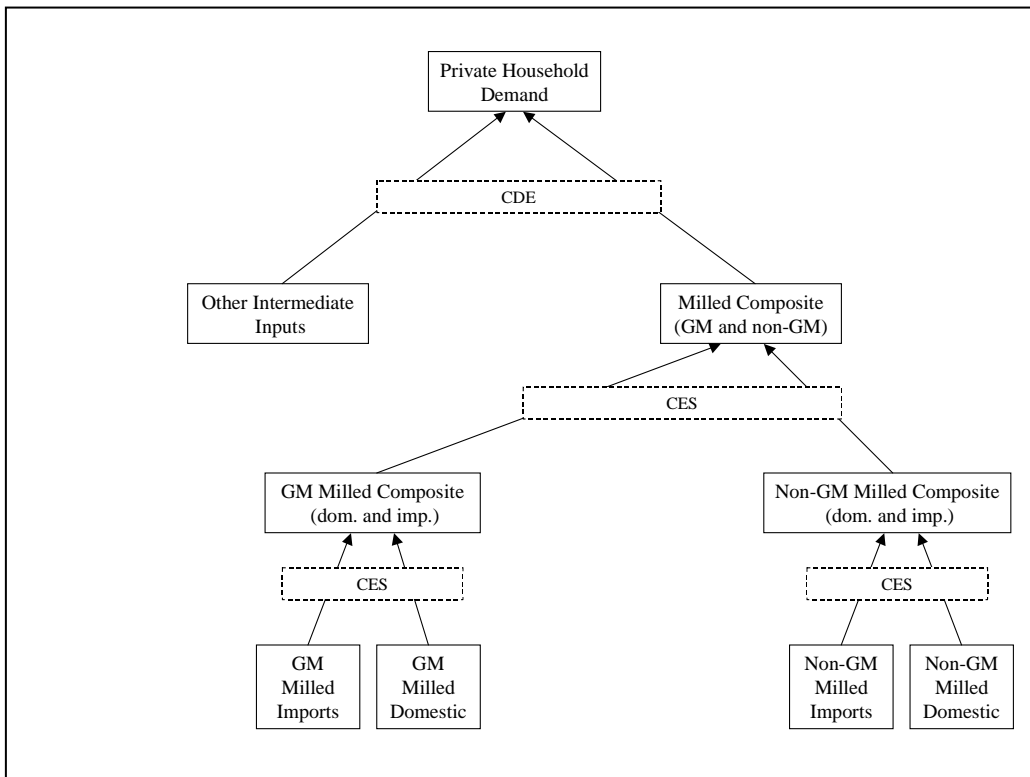 Private Household
Demand
CDE
Other Intermediate
Inputs
Milled Composite
(GM and non-GM)
CES
GM Milled Composite
(dom. and imp.)
Non-GM Milled Composite
(dom. and imp.)
CES
CES
GM
Milled
Imports
GM
Milled
Domestic
Non-GM
Milled
Imports
Non-GM
Milled
Domestic